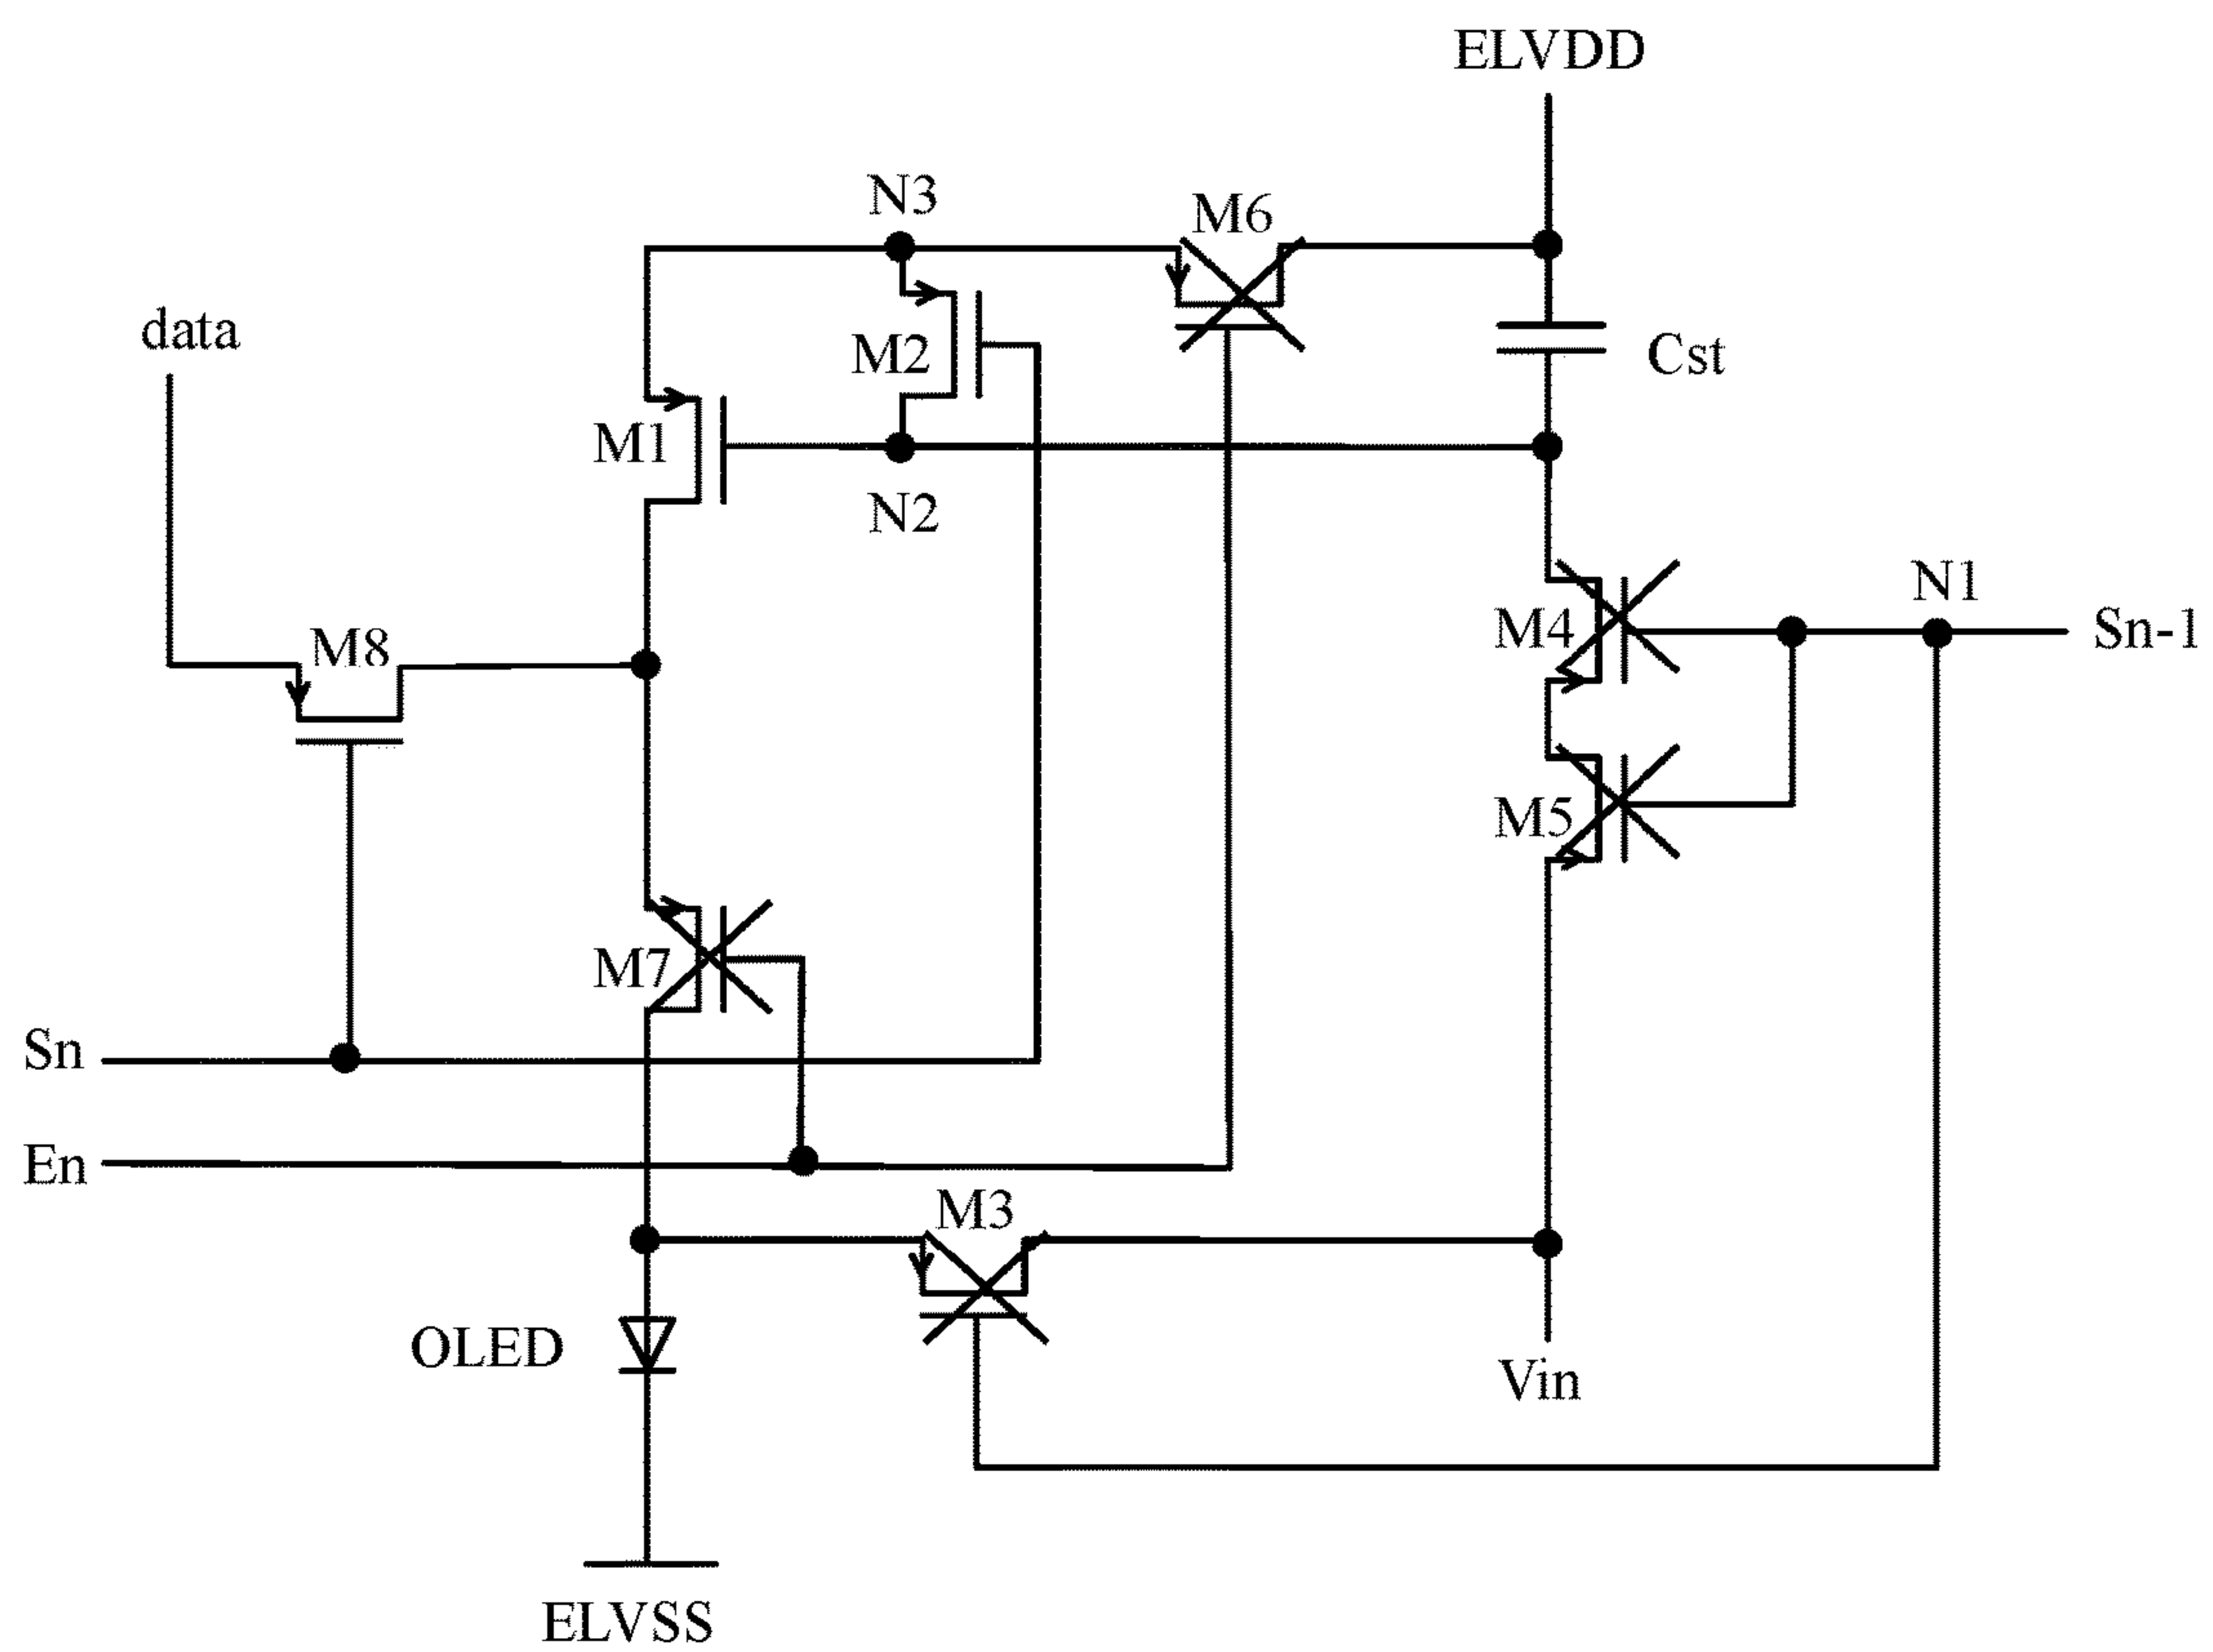 ELVDD
N3
M6
data
M2
Cst
M1
N2
N1
M4
Sn-1
M8
M5
M7
Sn
En
M3
OLED
Vin
ELVSS